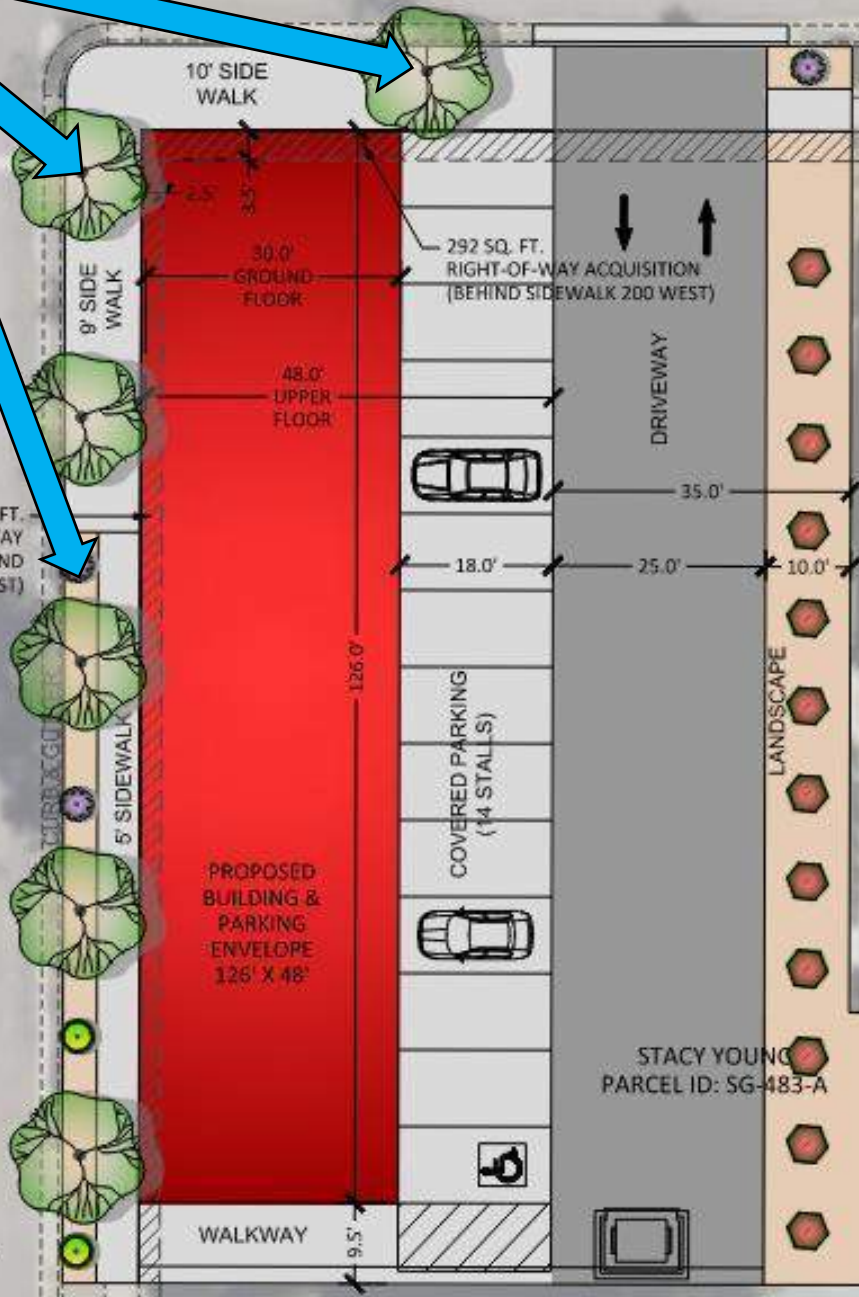 10' SIDE
WALK
2.5'
30.0'
GROUND
FLOOR
292 SQ. FT.
RIGHT-OF-WAY ACQUISITION
(BEHIND SIDEWALK 200 WEST)
9' SIDE
WALK
48.0'
UPPER
FLOOR
DRIVEWAY
35.0'
FT.
AY
ND
ST)
18.0'
25.0'
10.0'
126.0'
LANDSCAPE
COVERED PARKING
(14 STALLS)
CURB & GUTTER
5' SIDEWALK
PROPOSED
BUILDING &
PARKING
ENVELOPE
126' X 48'
STACY YOUNG
PARCEL ID: SG-483-A
WALKWAY
9.5'